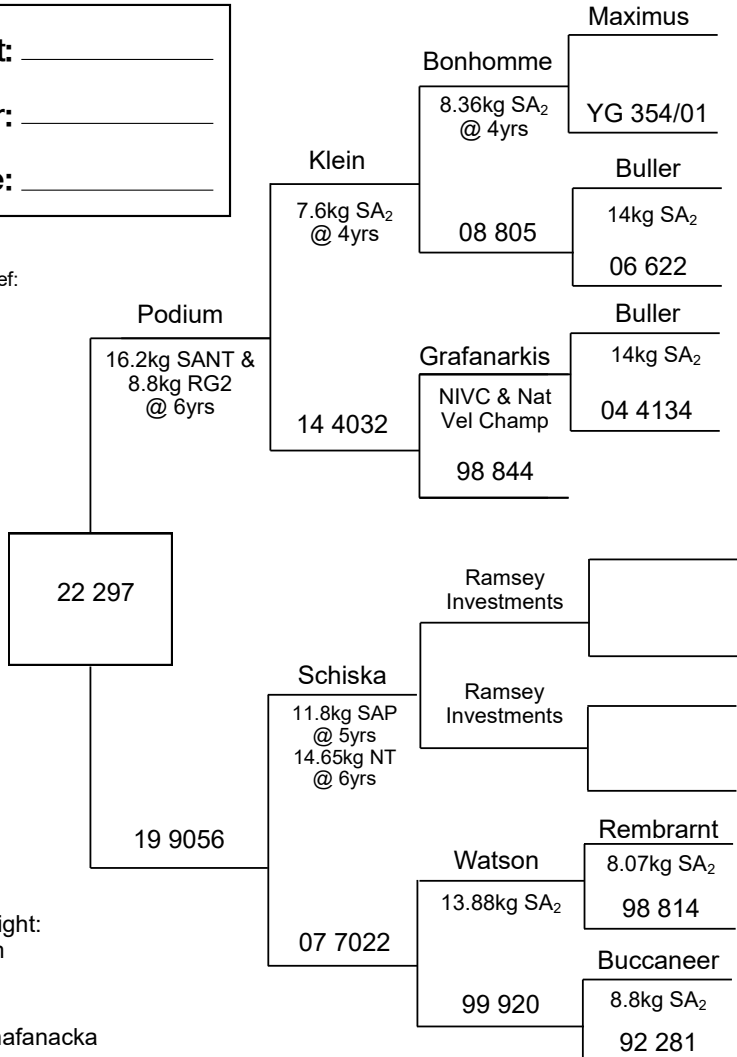 t:
r:
e:
ef:
Maximus
Bonhomme
8.36kg SA₂
@ 4yrs
YG 354/01
Klein
7.6kg SA₂
@ 4yrs
Buller
14kg SA₂
08 805
06 622
Podium
16.2kg SANT &
8.8kg RG2
@ 6yrs
Buller
14kg SA₂
Grafanarkis
NIVC & Nat
Vel Champ
04 4134
14 4032
98 844
22 297
Ramsey
Investments
Schiska
11.8kg SAP
@ 5yrs
14.65kg NT
@ 6yrs
Ramsey
Investments
19 9056
Rembrarnt
8.07kg SA₂
Watson
13.88kg SA₂
98 814
07 7022
Buccaneer
8.8kg SA₂
99 920
92 281
ight:
nafanacka